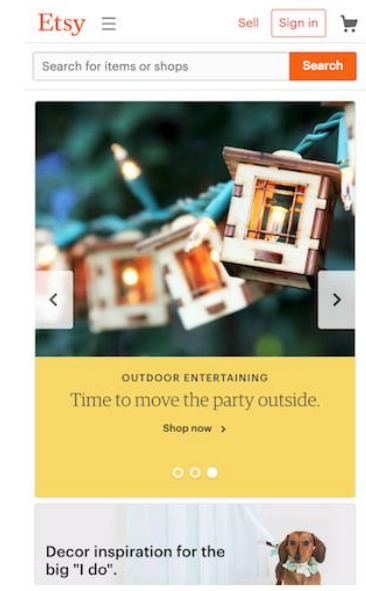 Etsy
Sell
Sign in
Search for items or shops
Search
OUTDOOR ENTERTAINING
Time to move the party outside.
Shop now
Decor inspiration for the
big "I do".